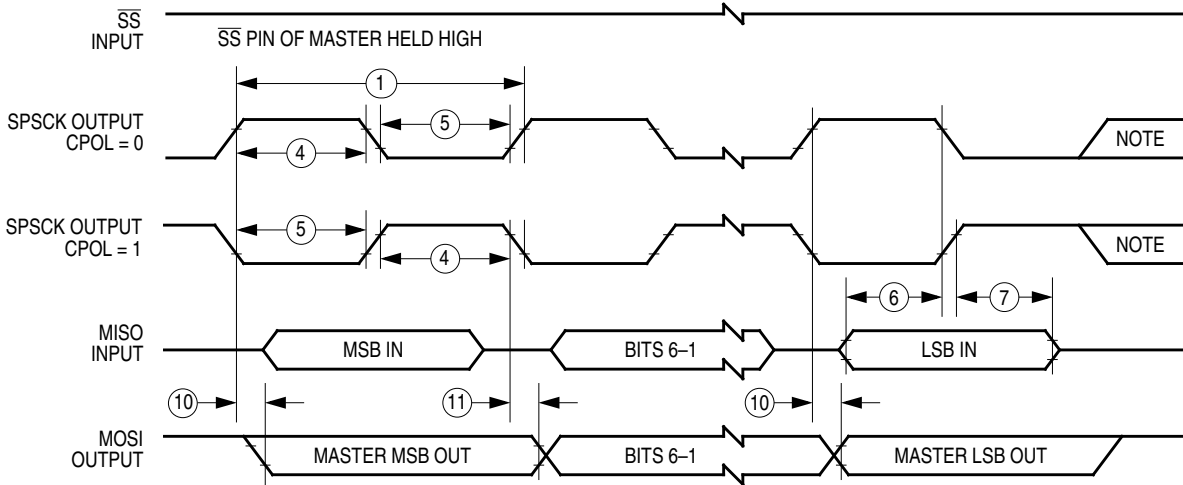 SS
INPUT
SS PIN OF MASTER HELD HIGH
1
SPSCK OUTPUT
CPOL = 0
5
4
NOTE
SPSCK OUTPUT
CPOL = 1
5
4
NOTE
6
7
MISO
INPUT
MSB IN
BITS 6–1
LSB IN
10
11
10
MOSI
OUTPUT
MASTER MSB OUT
BITS 6–1
MASTER LSB OUT